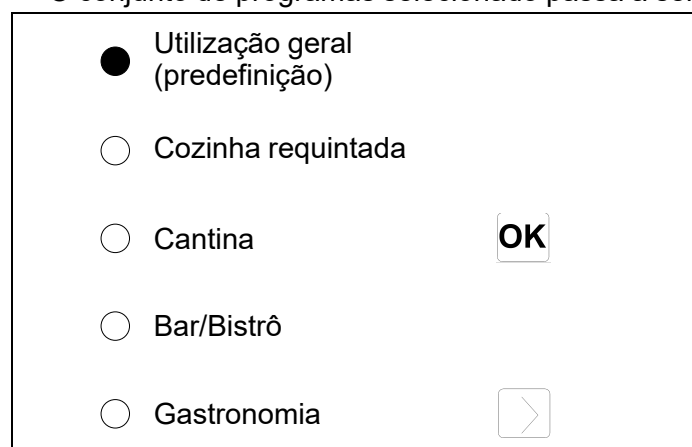 Utilização geral
(predefinição)
Cozinha requintada
Cantina
OK
Bar/Bistrô
Gastronomia